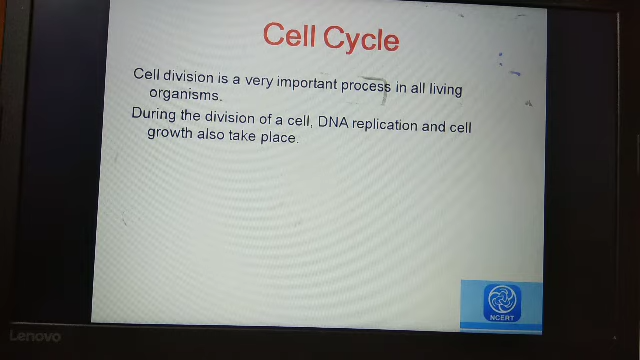 Cell Cycle
Cell division is a very important process in all living
organisms.
During the division of a cell, DNA replication and cell
growth also take place.
NCERT
Lenovo